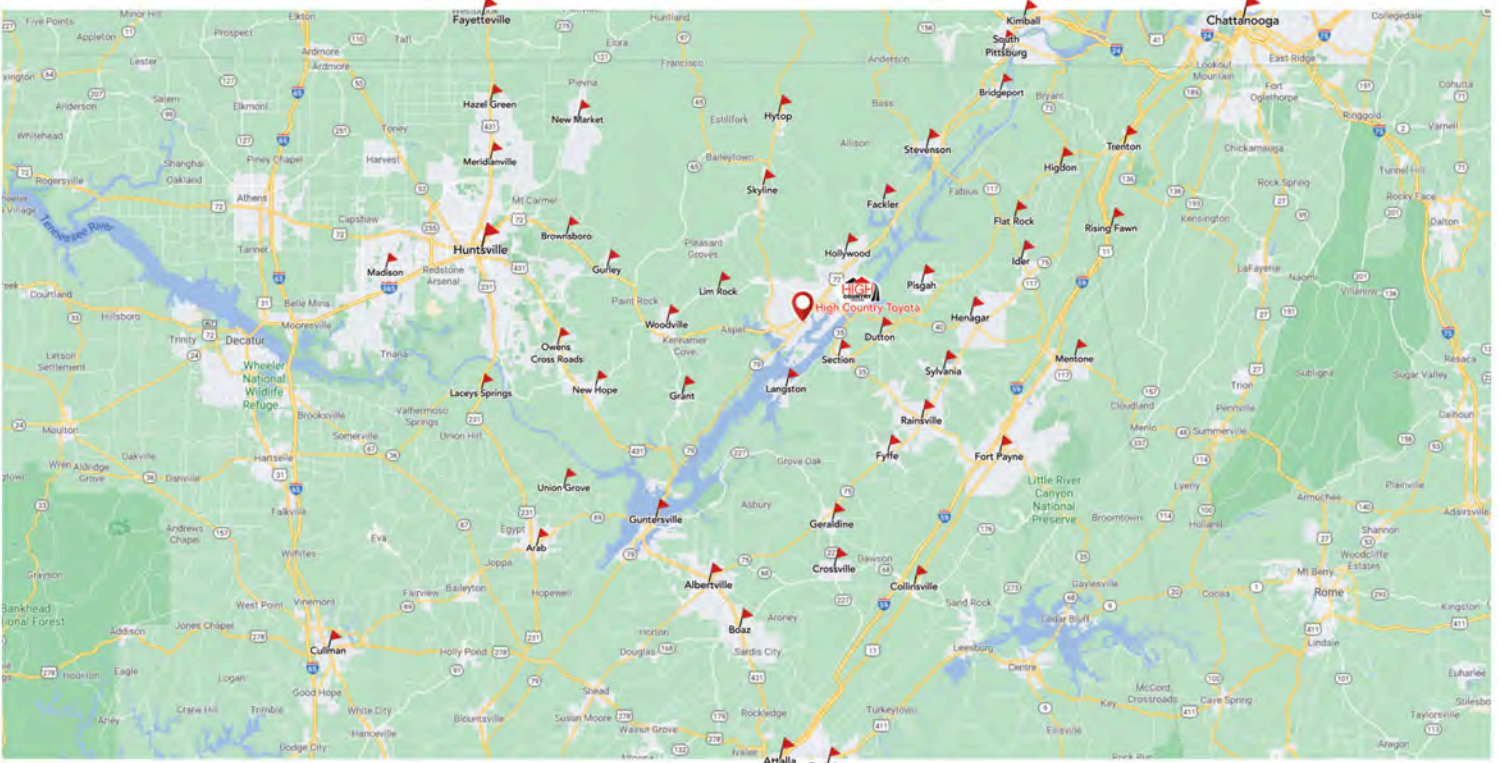 Fayetteville
Huntland
Kimball
Chattanooga
Collegedale
Five Points
Elkton
Prospect
Taft
Appleton
Elora
South
Pittsburg
East Ridge
Ardmore
Ardmore
Lester
Francisco
Anderson
Lookout
Mountain
Fort
Oglethorpe
Cohutta
Plevna
Salem
Anderson
Elkmont
Hazel Green
New Market
Estillfork
Hytop
Bass
Bridgeport
Bryant
Ringgold
Varnell
Whitehead
Toney
Allison
Stevenson
Trenton
Chickamauga
Shanghai
Piney Chapel
Harvest
Meridianville
Baileytown
Higdon
Tunnel Hill
Rogersville
Oakland
Skyline
Fabius
Rock Spring
Rocky Face
Athens
Mt Carmel
Fackler
Tennessee River
Capshaw
Brownsboro
Flat Rock
Rising Fawn
Kensington
Dalton
Tanner
Huntsville
Pleasant
Groves
Hollywood
Ider
LaFayette
Madison
Redstone
Arsenal
Gurley
Lim Rock
Pisgah
Naomi
Courtland
Belle Mina
Paint Rock
HIGH
COUNTRY
High Country Toyota
Villanow
Hillsboro
Mooresville
Woodville
Aspel
Henagar
Trinity
Decatur
Kennamer
Cove
Dutton
Letson
Settlement
Triana
Owens
Cross Roads
Section
Sylvania
Mentone
Resaca
Wheeler
National
Wildlife
Refuge
Subligna
Sugar Valley
Laceys Springs
New Hope
Grant
Langston
Trion
Brooksville
Valhermoso
Springs
Cloudland
Pennville
Calhoun
Moulton
Somerville
Union Hill
Rainsville
Menlo
Summerville
Oakville
Hartselle
Grove Oak
Fyffe
Fort Payne
Wren
Aldridge
Grove
Danville
Union Grove
Little River
Canyon
National
Preserve
Lyerly
Plainville
Armuchee
Falkville
Guntersville
Asbury
Geraldine
Broomtown
Holland
Adairsville
Andrews
Chapel
Egypt
Shannon
Eva
Arab
Crossville
Dawson
Woodcliffe
Estates
Joppa
Mt Berry
Grayson
Albertville
Collinsville
Gaylesville
Fairview
Baileyton
Hopewell
Coosa
Rome
Bankhead
West Point
Vinemont
Sand Rock
Kingston
Addison
Jones Chapel
Boaz
Aroney
Cedar Bluff
Horton
Lindale
Cullman
Holly Pond
Douglas
Sardis City
Leesburg
Houston
Eagle
Logan
Centre
Euharlee
Good Hope
Snead
McCord
Crossroads
Key
Cave Spring
Crane Hill
Trimble
White City
Blountsville
Susan Moore
Rockledge
Turkeytown
Taylorsville
Arley
Hanceville
Walnut Grove
Ellisville
Dodge City
Ivalee
Attalla
Aragon